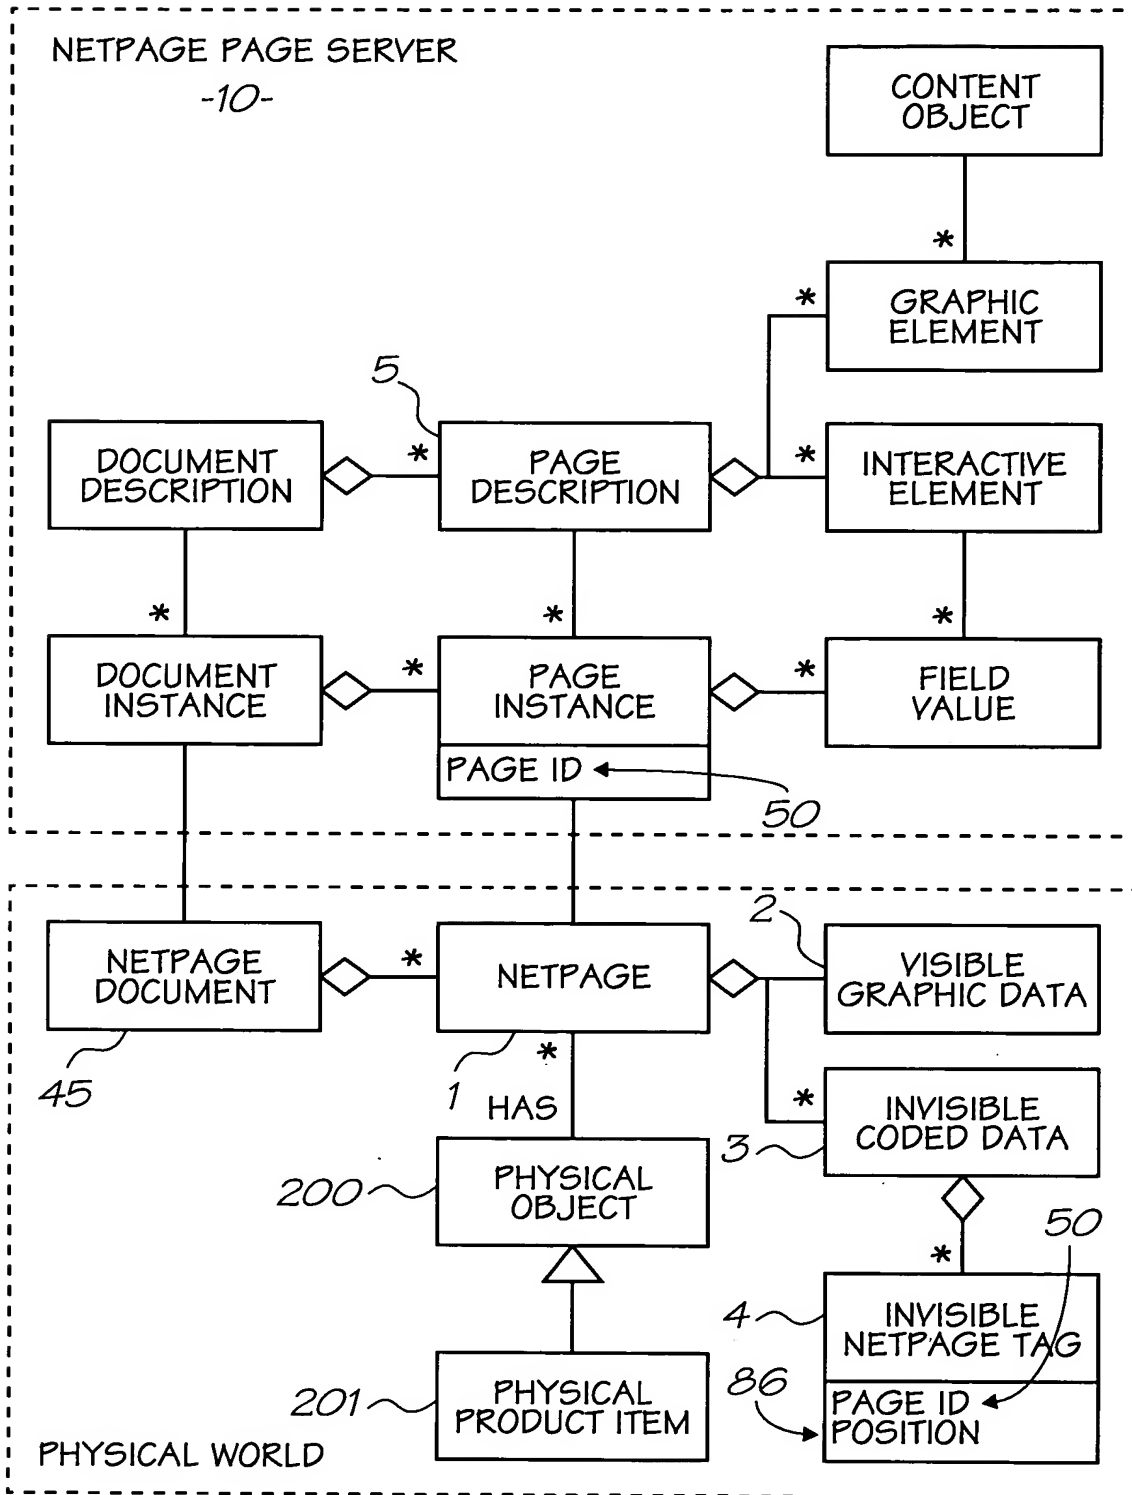 NETPAGE PAGE SERVER
-10-
CONTENT
OBJECT
*
*
GRAPHIC
ELEMENT
5
DOCUMENT
DESCRIPTION
*
PAGE
DESCRIPTION
*
INTERACTIVE
ELEMENT
*
*
*
DOCUMENT
INSTANCE
*
PAGE
INSTANCE
*
FIELD
VALUE
PAGE ID
50
2
NETPAGE
DOCUMENT
*
NETPAGE
VISIBLE
GRAPHIC DATA
45
1
*
HAS
*
3
INVISIBLE
CODED DATA
200
PHYSICAL
OBJECT
50
*
4
INVISIBLE
NETPAGE TAG
86
PAGE ID
POSITION
201
PHYSICAL
PRODUCT ITEM
PHYSICAL WORLD